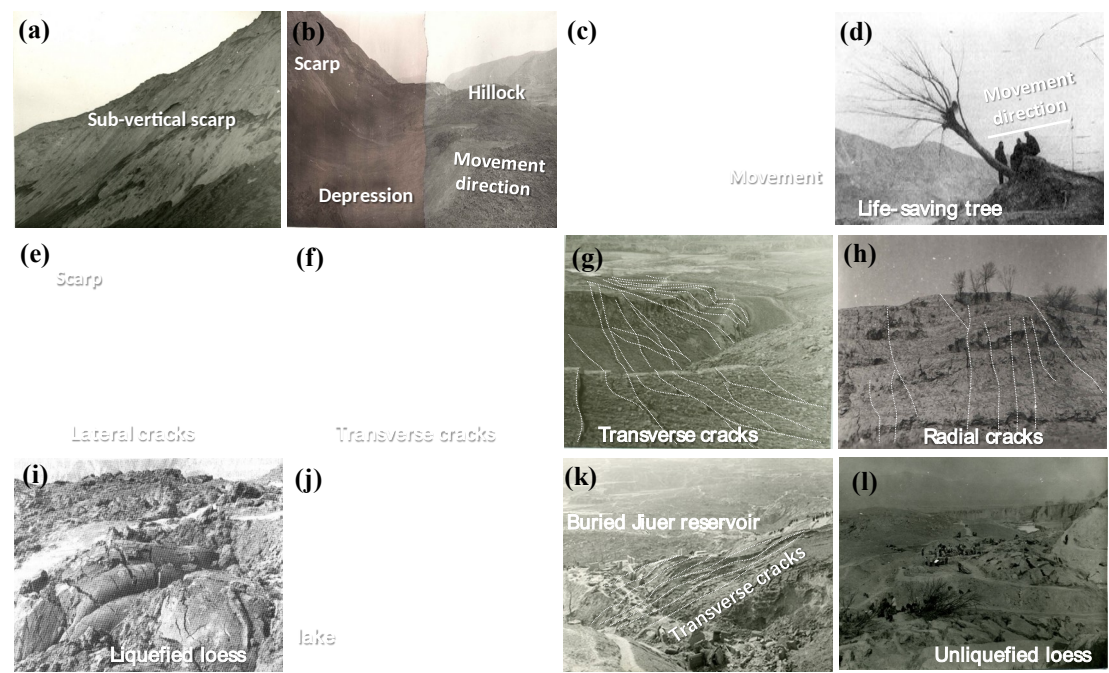 (a)
Sub-vertical scarp
(b)
Scarp
Hillock
Movement
direction
Depression
(c)
Movement
(d)
Movement
direction
Life-saving tree
(e)
Scarp
Lateral cracks
(f)
Transverse cracks
(g)
Transverse cracks
(h)
Radial cracks
(i)
Liquefied loess
(j)
lake
(k)
Buried Jiuer reservoir
Transverse cracks
(l)
Unliquefied loess